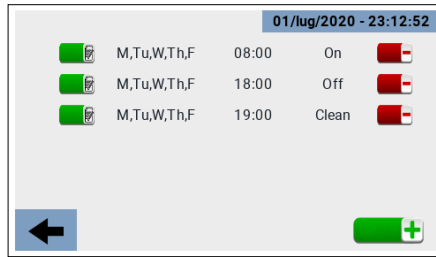 01/lug/2020 - 23:12:52
M,Tu,W,Th,F 08:00 On
M,Tu,W,Th,F 18:00 Off
M,Tu,W,Th,F 19:00 Clean